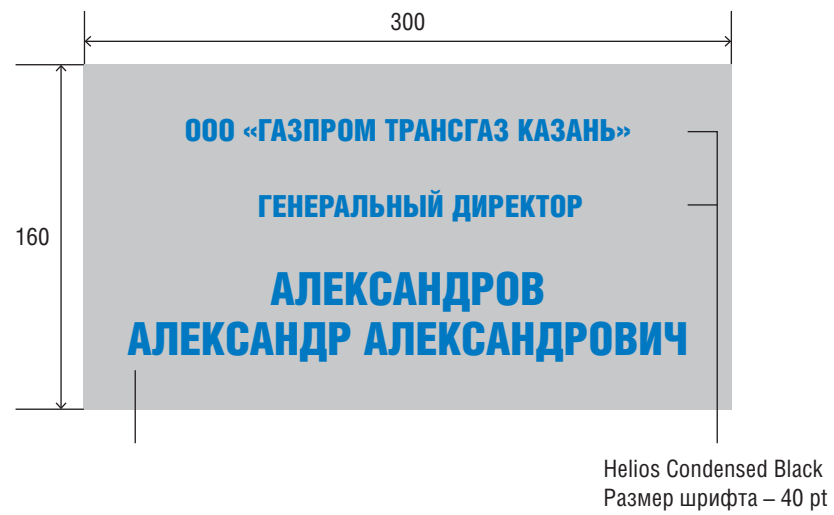 300
160
ООО «ГАЗПРОМ ТРАНСГАЗ КАЗАНЬ»
ГЕНЕРАЛЬНЫЙ ДИРЕКТОР
АЛЕКСАНДРОВ
АЛЕКСАНДР АЛЕКСАНДРОВИЧ
Helios Condensed Black
Размер шрифта – 40 pt